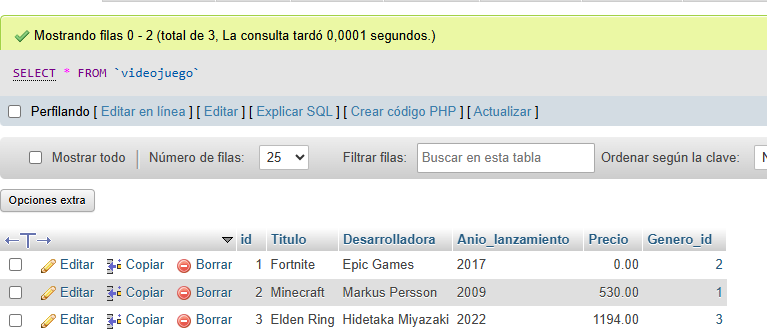 Mostrando filas 0 - 2 (total de 3, La consulta tardó 0,0001 segundos.)
SELECT * FROM `videojuego`
Perfilando [ Editar en línea ] [ Editar ] [ Explicar SQL ] [ Crear código PHP ] [ Actualizar ]
Mostrar todo Número de filas: 25 Filtrar filas: Buscar en esta tabla Ordenar según la clave: N
Opciones extra
←T→ id Titulo Desarrolladora Anio_lanzamiento Precio Genero_id
Editar Copiar Borrar 1 Fortnite Epic Games 2017 0.00 2
Editar Copiar Borrar 2 Minecraft Markus Persson 2009 530.00 1
Editar Copiar Borrar 3 Elden Ring Hidetaka Miyazaki 2022 1194.00 3